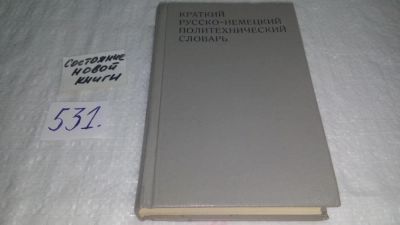 Состояние
новой
книги
531.
КРАТКИЙ
РУССКО-НЕМЕЦКИЙ
ПОЛИТЕХНИЧЕСКИЙ
СЛОВАРЬ